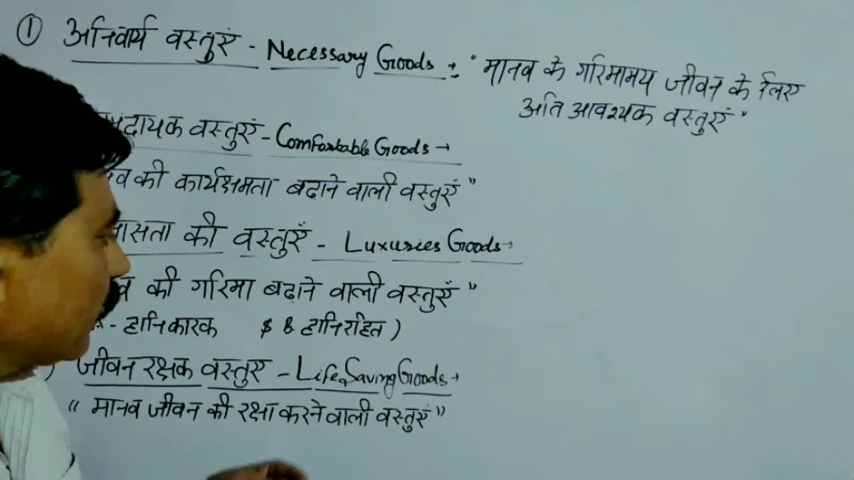 ① अनिवार्य वस्तुएं - Necessary Goods → " मानव के गरिमामय जीवन के लिए
अति आवश्यक वस्तुएं "
दायक वस्तुएं - Comfortable Goods →
की कार्यक्षमता बढाने वाली वस्तुएं "
की वस्तुएं - Luxuries Goods →
की गरिमा बढाने वाली वस्तुएं "
- हानिकारक $ & हानिरहित )
) जीवन रक्षक वस्तुएं - Life Saving Goods →
" मानव जीवन की रक्षा करने वाली वस्तुएं "